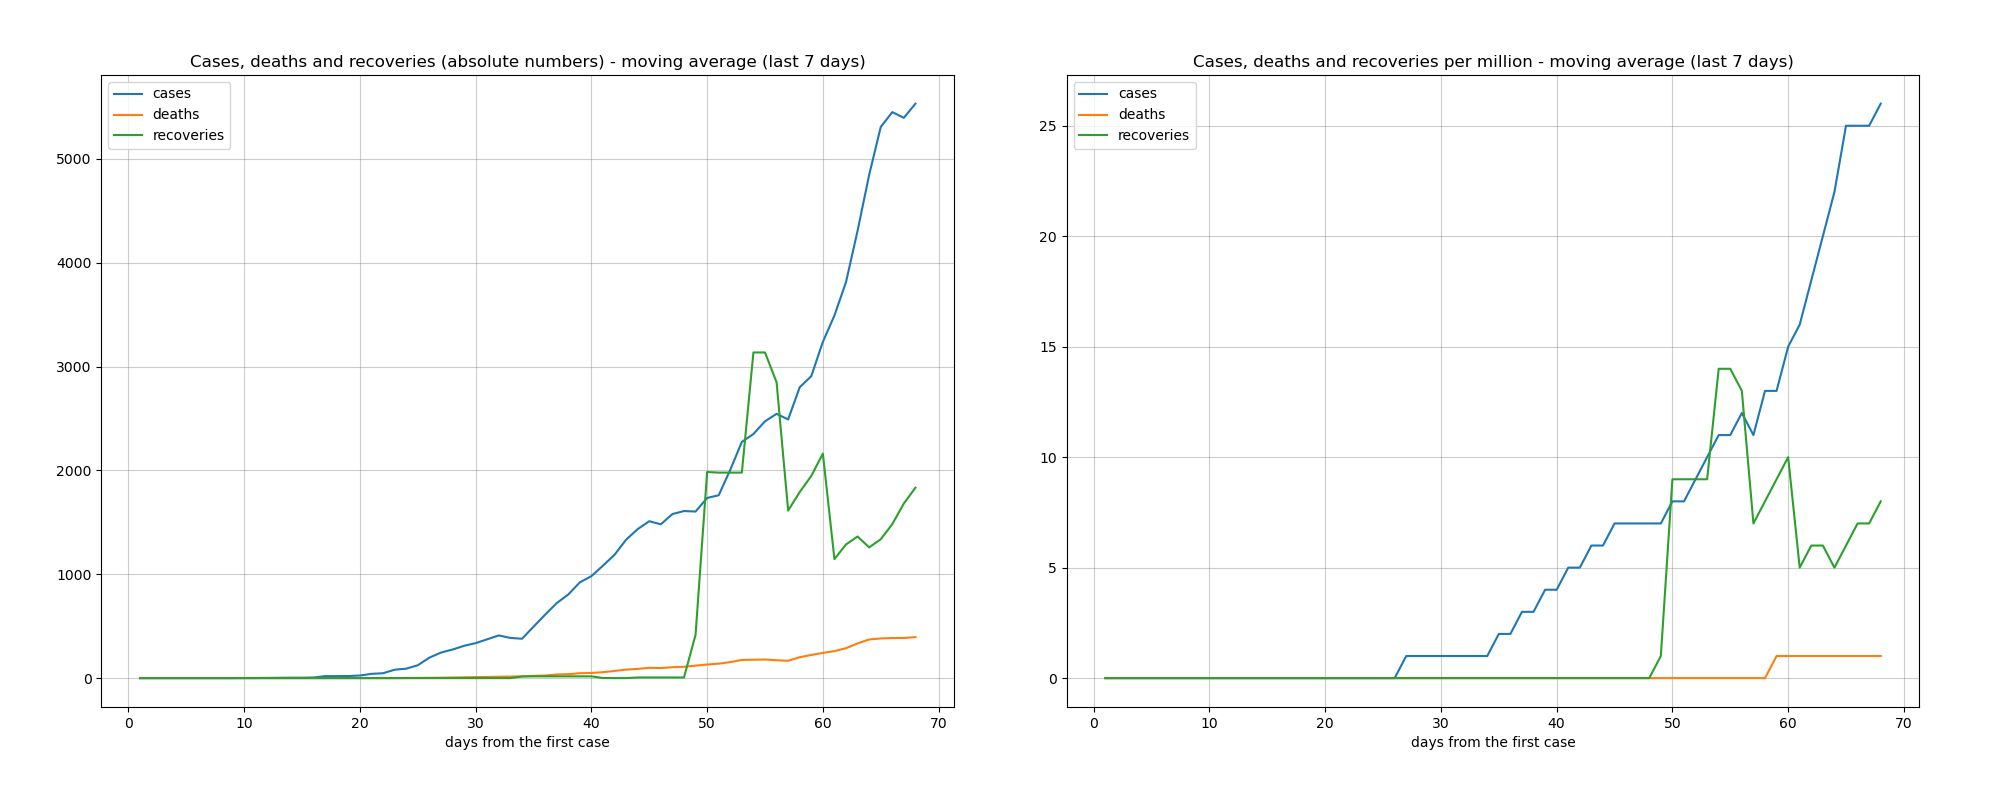 Cases, deaths and recoveries (absolute numbers) - moving average (last 7 days)
cases
deaths
recoveries
5000
4000
3000
2000
1000
0
0 10 20 30 40 50 60 70
days from the first case
Cases, deaths and recoveries per million - moving average (last 7 days)
cases
deaths
recoveries
25
20
15
10
5
0
0 10 20 30 40 50 60 70
days from the first case